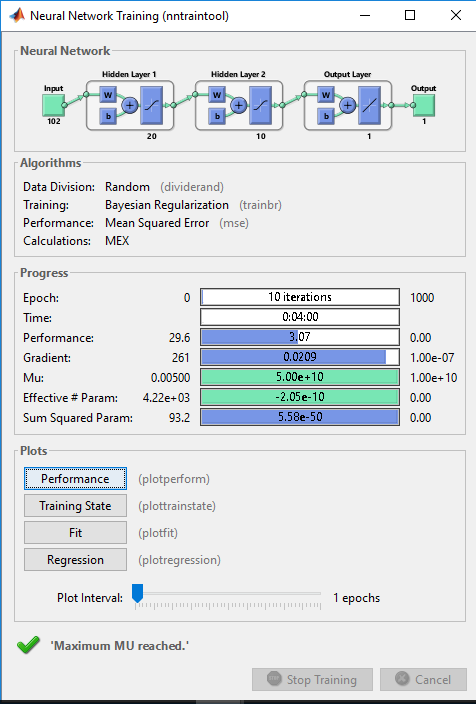 Neural Network Training (nntraintool)
Neural Network
Hidden Layer 1 Hidden Layer 2 Output Layer
Input Output
W W W
b b b
102 1
20 10 1
Algorithms
Data Division: Random (dividerand)
Training: Bayesian Regularization (trainbr)
Performance: Mean Squared Error (mse)
Calculations: MEX
Progress
Epoch: 0 10 iterations 1000
Time: 0:04:00
Performance: 29.6 3.07 0.00
Gradient: 261 0.0209 1.00e-07
Mu: 0.00500 5.00e+10 1.00e+10
Effective # Param: 4.22e+03 -2.05e-10 0.00
Sum Squared Param: 93.2 5.58e-50 0.00
Plots
Performance (plotperform)
Training State (plottrainstate)
Fit (plotfit)
Regression (plotregression)
Plot Interval: 1 epochs
'Maximum MU reached.'
Stop Training Cancel